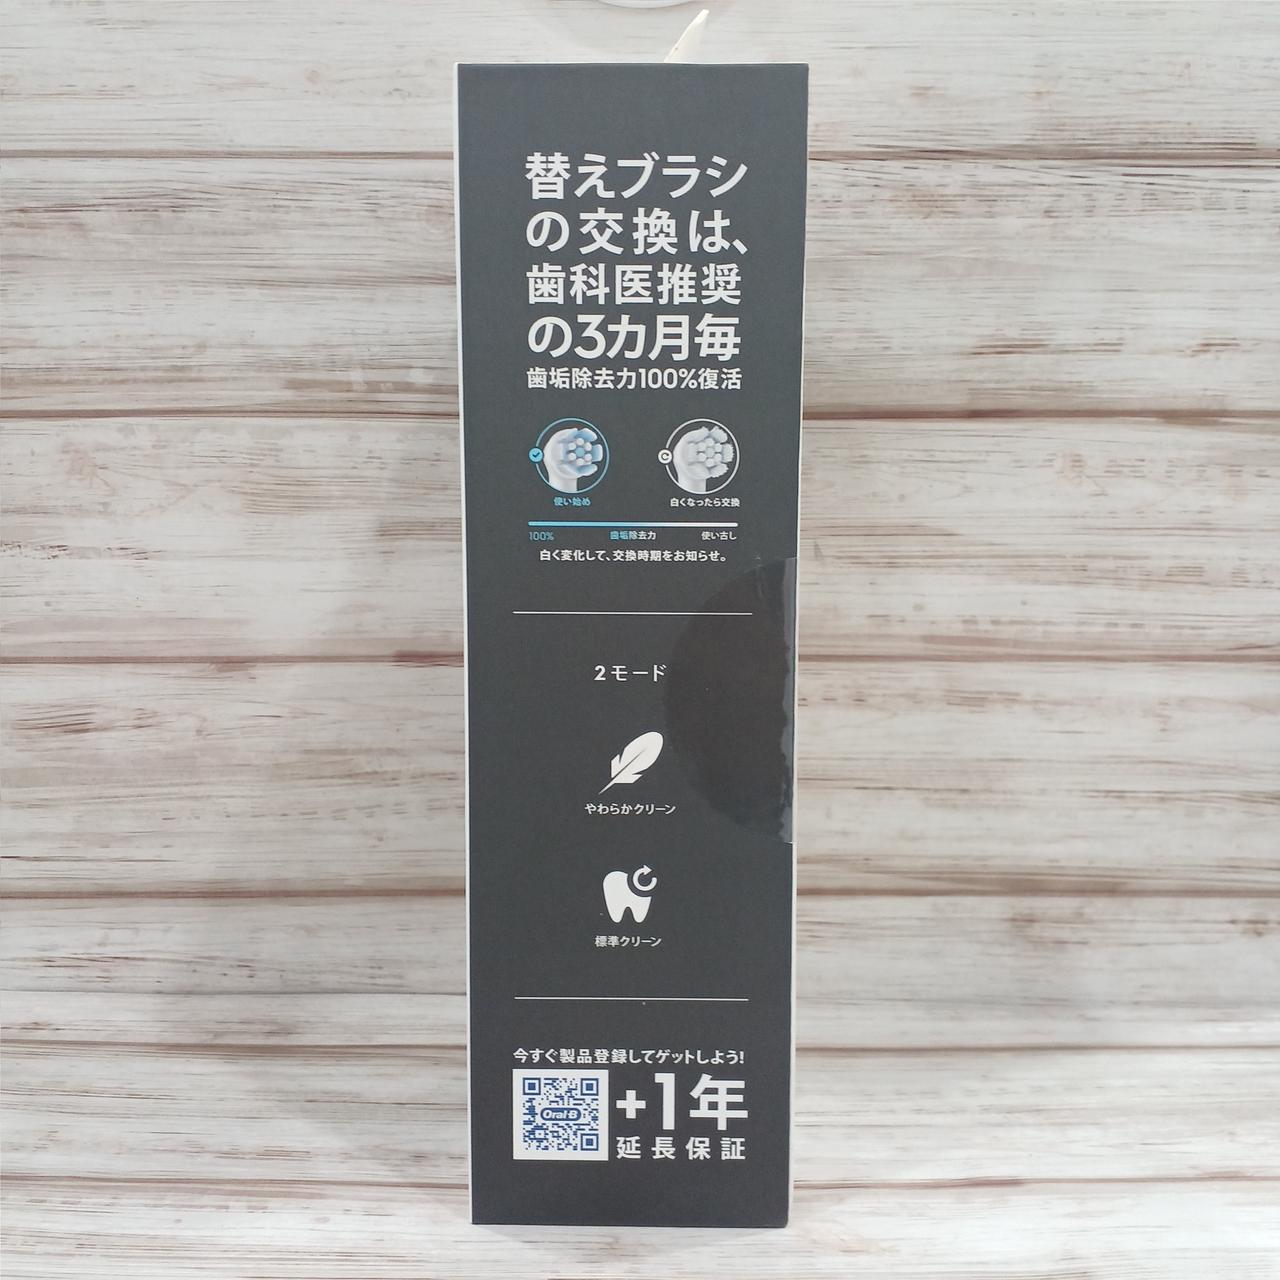 替えブラシ
の交換は、
歯科医推奨
の3カ月毎
歯垢除去力100%復活
使い始め
白くなったら交換
100%
歯垢除去力
使い古し
白く変化して、交換時期をお知らせ。
2モード
やわらかクリーン
標準クリーン
今すぐ製品登録してゲットしよう!
Oral-B
+1年
延長保証